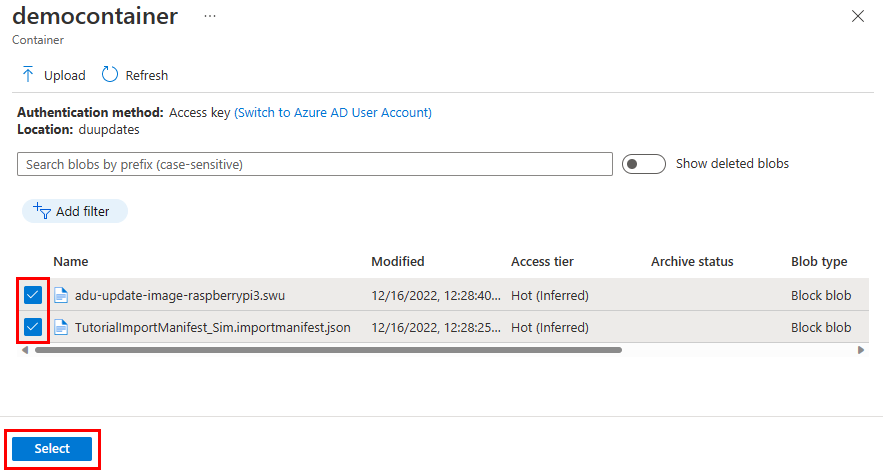 democontainer ...
Container
Upload Refresh
Authentication method: Access key (Switch to Azure AD User Account)
Location: duupdates
Search blobs by prefix (case-sensitive) Show deleted blobs
Add filter
Name Modified Access tier Archive status Blob type
adu-update-image-raspberrypi3.swu 12/16/2022, 12:28:40... Hot (Inferred) Block blob
TutorialImportManifest_Sim.importmanifest.json 12/16/2022, 12:28:25... Hot (Inferred) Block blob
Select